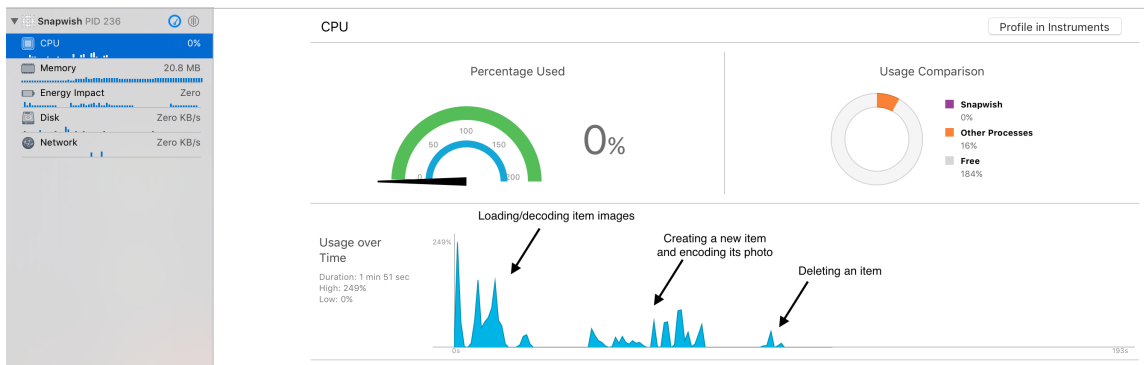 Snapwish PID 236
CPU 0%
Memory 20.8 MB
Energy Impact Zero
Disk Zero KB/s
Network Zero KB/s
CPU
Profile in Instruments
Percentage Used
0
50
100
150
200
0%
Usage Comparison
Snapwish
0%
Other Processes
16%
Free
184%
Usage over
Time
Duration: 1 min 51 sec
High: 249%
Low: 0%
249%
Loading/decoding item images
Creating a new item
and encoding its photo
Deleting an item
0s
193s